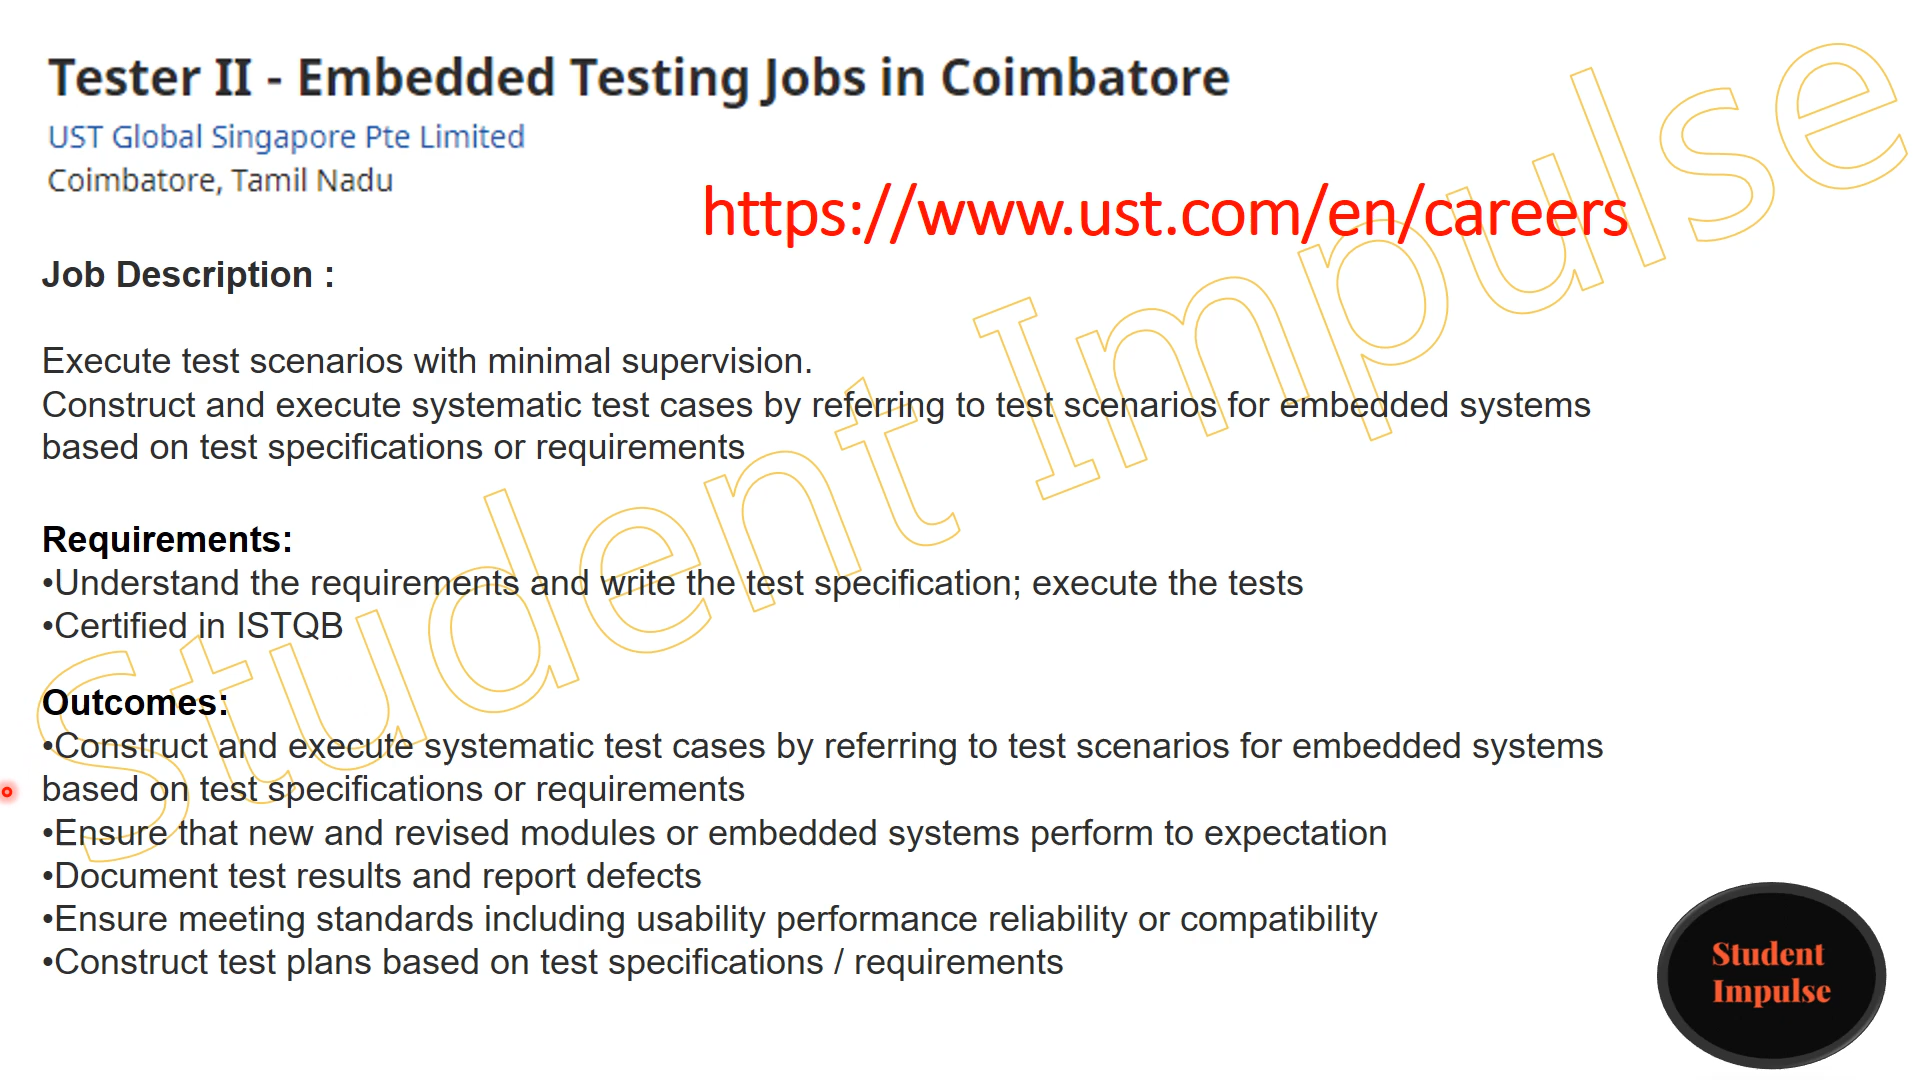 Tester II - Embedded Testing Jobs in Coimbatore
UST Global Singapore Pte Limited
Coimbatore, Tamil Nadu
https://www.ust.com/en/careers
Job Description :
Execute test scenarios with minimal supervision.
Construct and execute systematic test cases by referring to test scenarios for embedded systems
based on test specifications or requirements
Requirements:
•Understand the requirements and write the test specification; execute the tests
•Certified in ISTQB
Outcomes:
•Construct and execute systematic test cases by referring to test scenarios for embedded systems
based on test specifications or requirements
•Ensure that new and revised modules or embedded systems perform to expectation
•Document test results and report defects
•Ensure meeting standards including usability performance reliability or compatibility
•Construct test plans based on test specifications / requirements
Student Impulse
Student
Impulse